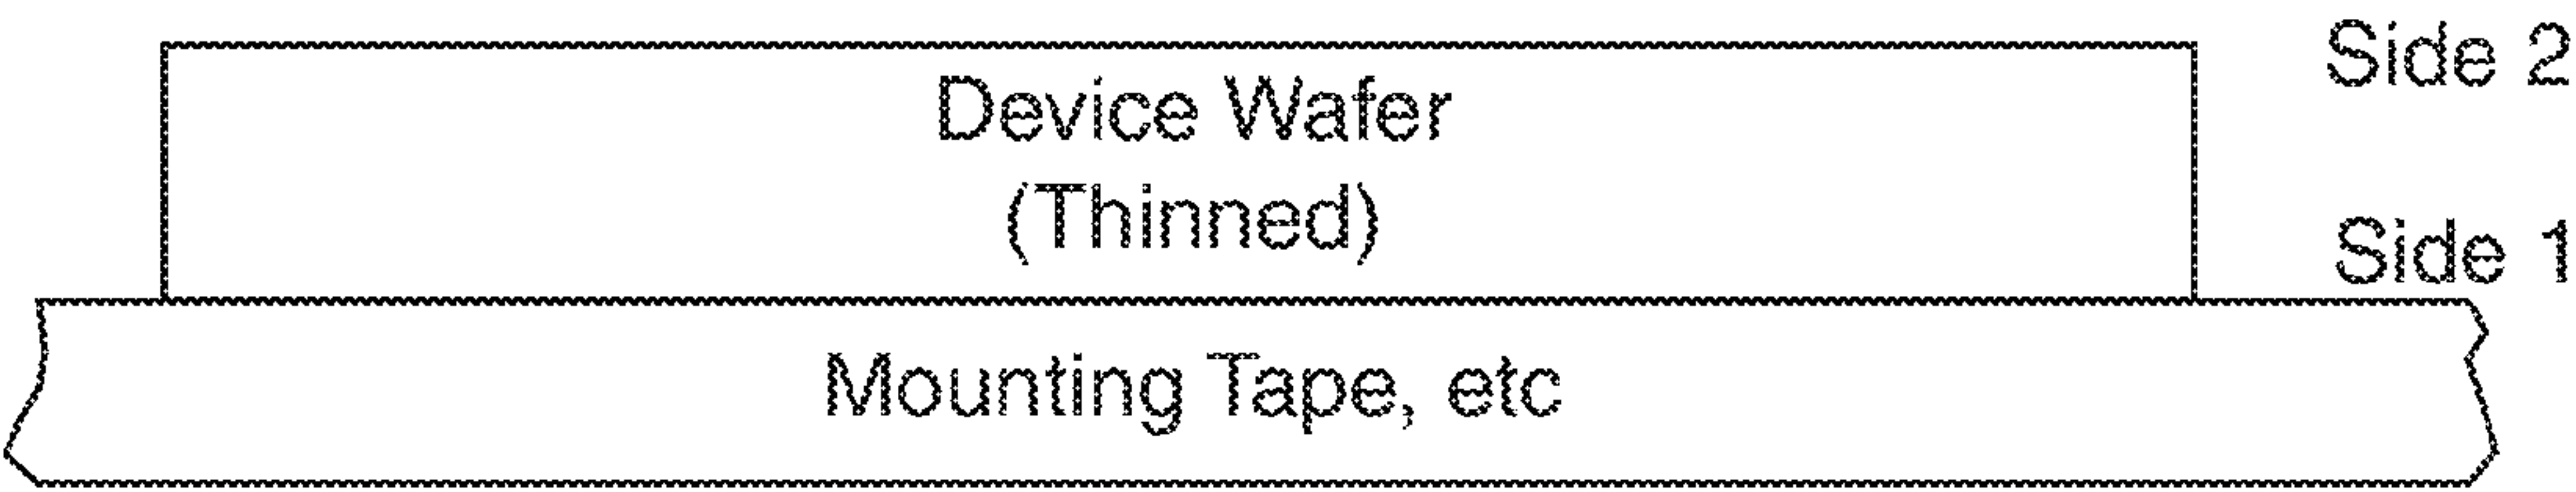 Side 2
Device Wafer
(Thinned)
Side 1
Mounting Tape, etc